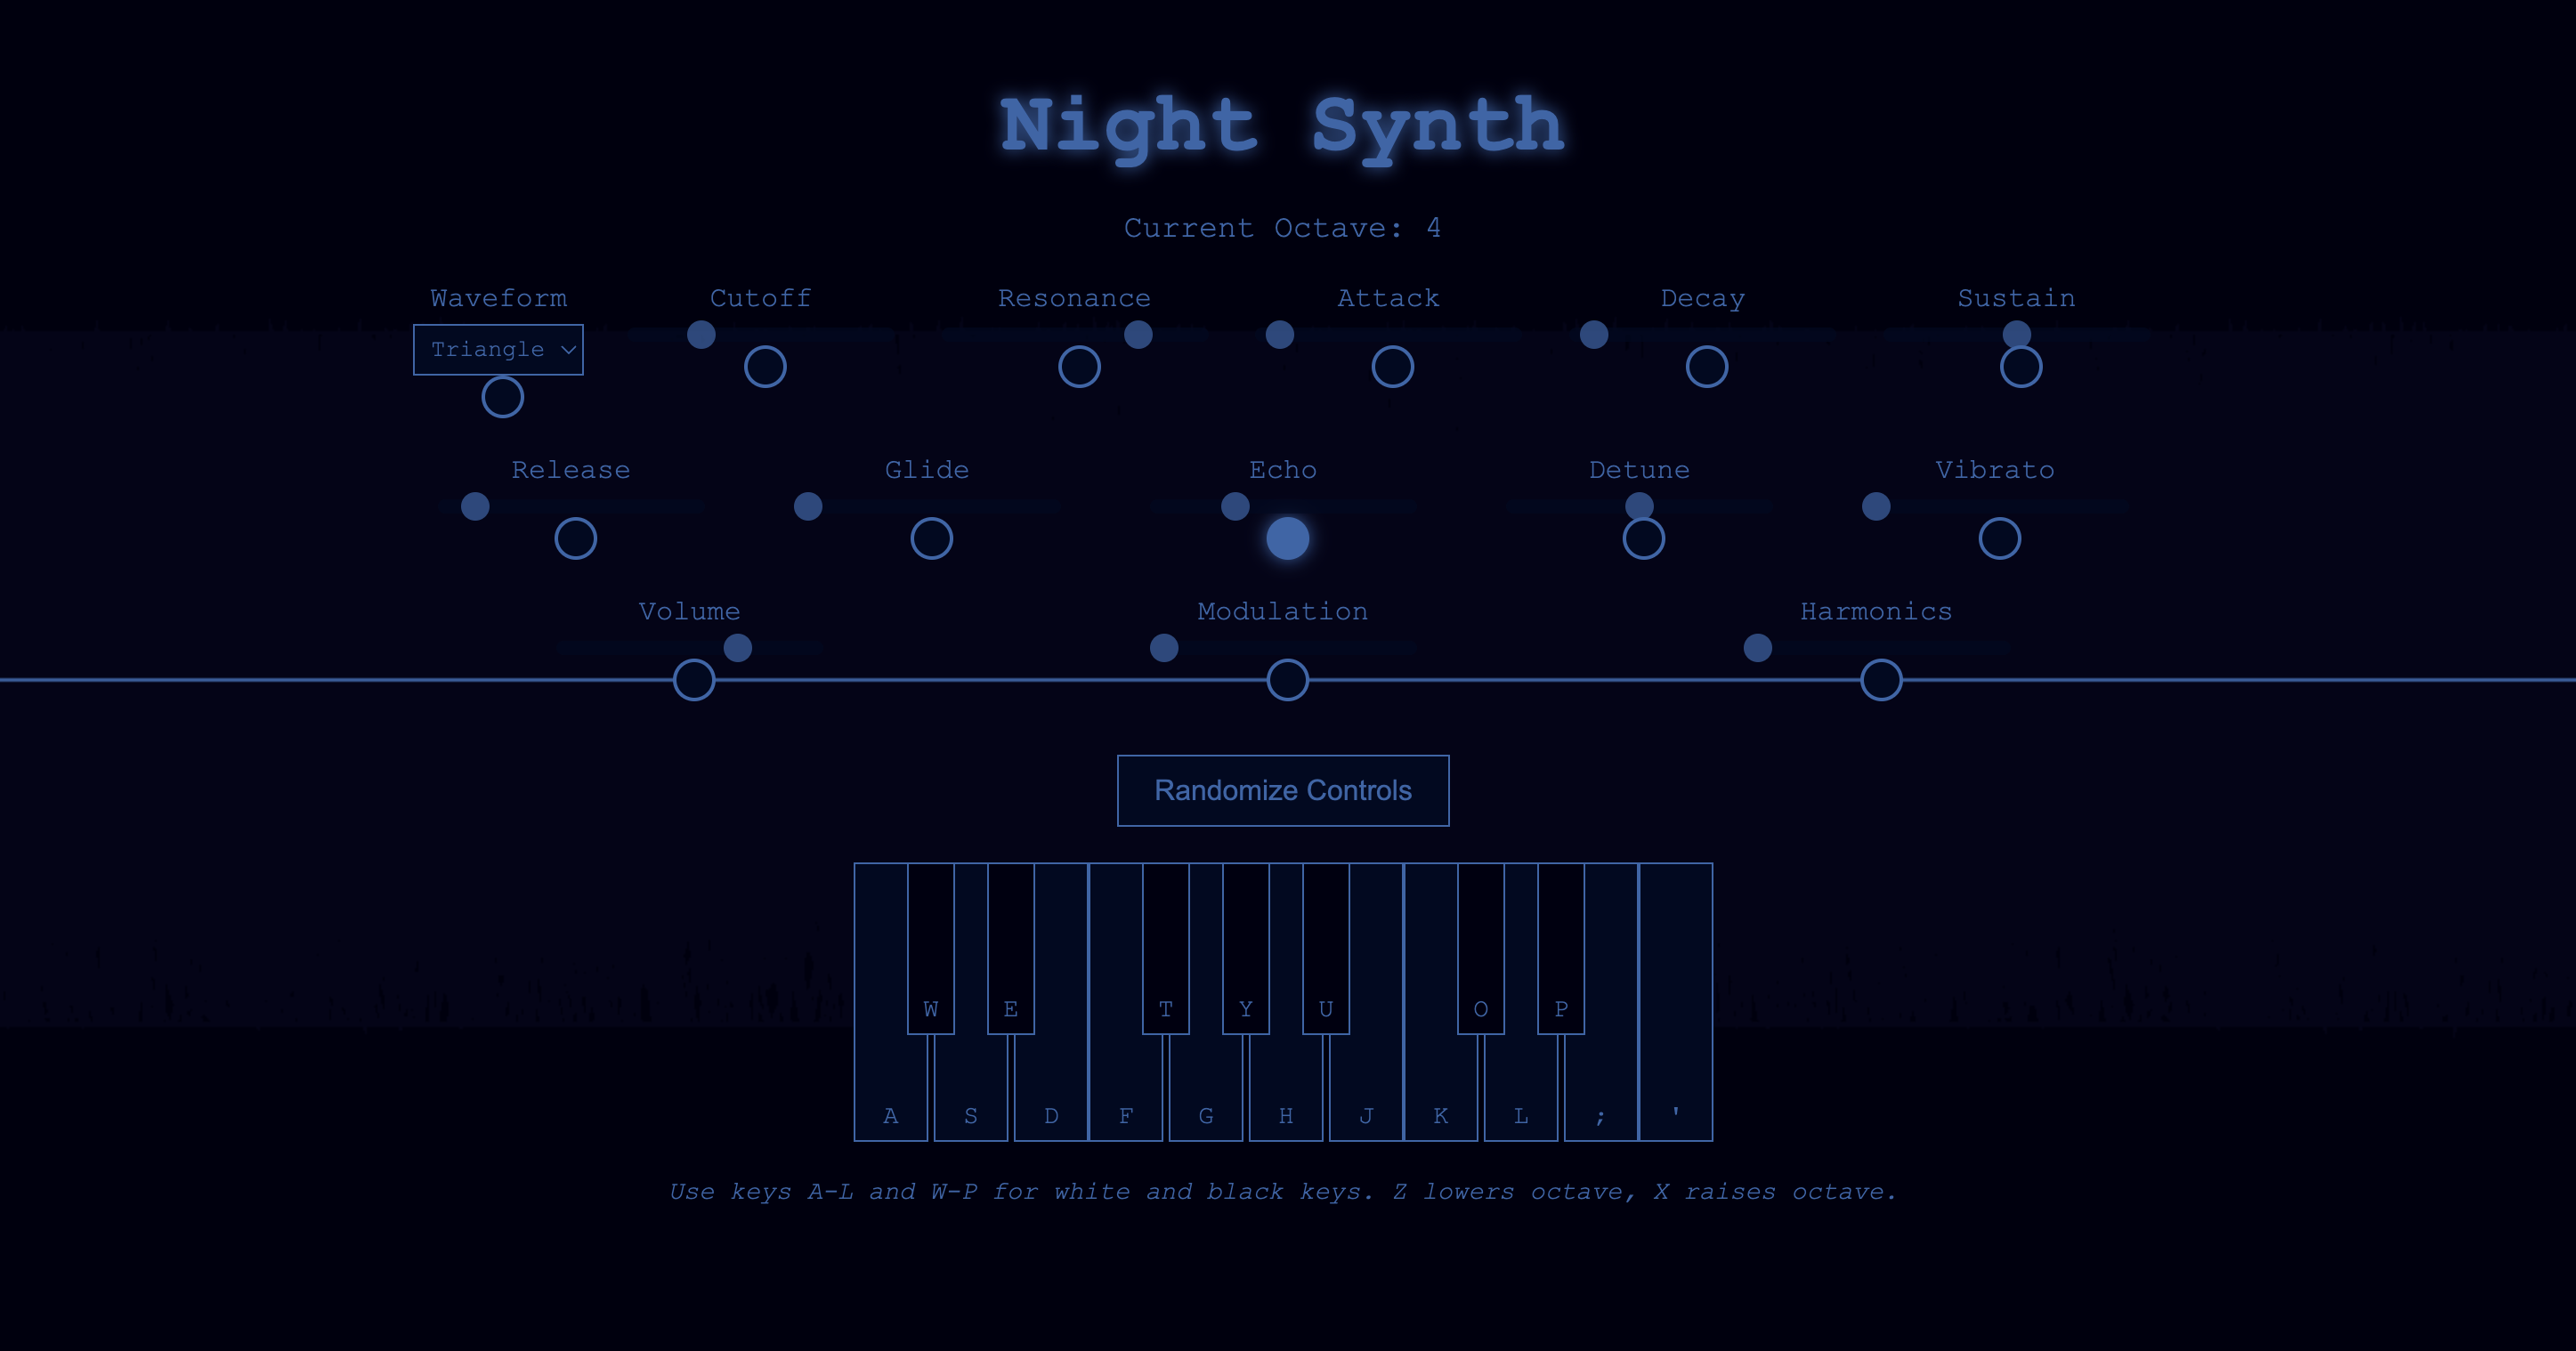 Night Synth
Current Octave: 4
Waveform Cutoff Resonance Attack Decay Sustain
Triangle
Release Glide Echo Detune Vibrato
Volume Modulation Harmonics
Randomize Controls
W E T Y U O P
A S D F G H J K L ; '
Use keys A-L and W-P for white and black keys. Z lowers octave, X raises octave.